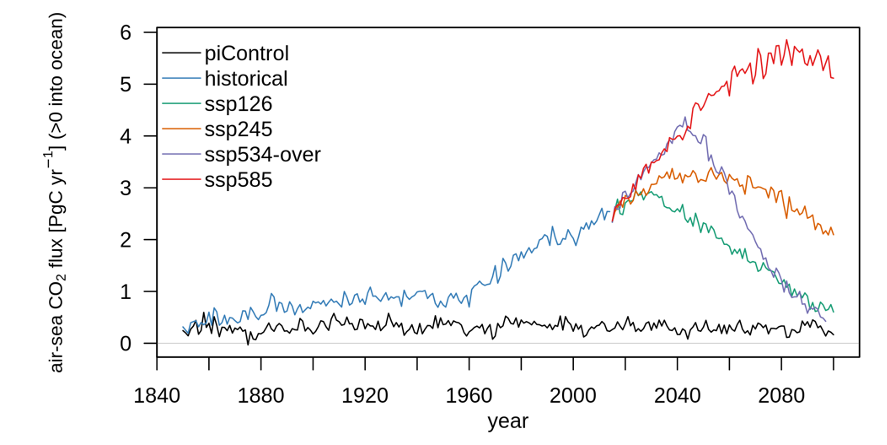 air-sea CO₂ flux [PgC yr⁻¹] (>0 into ocean)
6
5
4
3
2
1
0
piControl
historical
ssp126
ssp245
ssp534-over
ssp585
1840 1880 1920 1960 2000 2040 2080
year